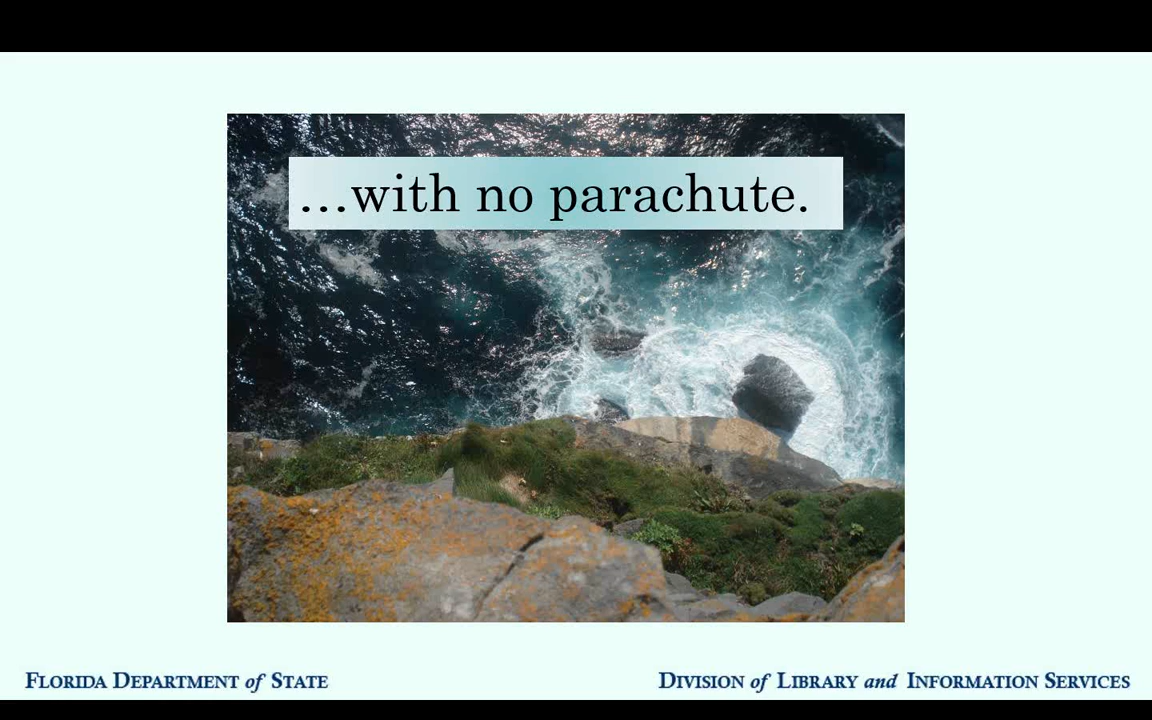 ...with no parachute.
FLORIDA DEPARTMENT of STATE
DIVISION of LIBRARY and INFORMATION SERVICES